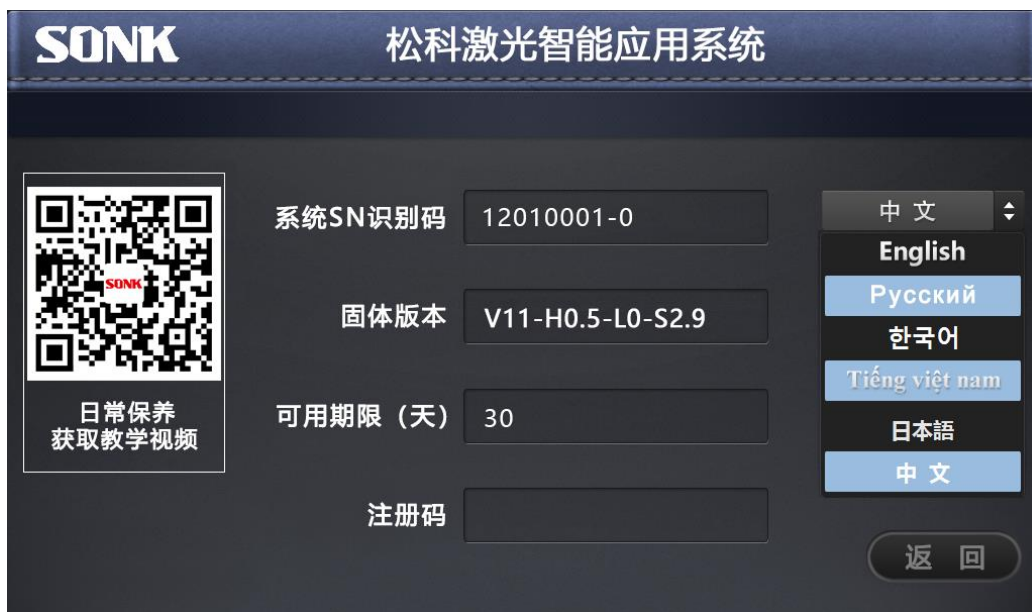 SONK
松科激光智能应用系统
SONK
日常保养
获取教学视频
系统SN识别码 12010001-0
固体版本 V11-H0.5-L0-S2.9
可用期限（天） 30
注册码
中 文
English
Русский
한국어
Tiếng việt nam
日本語
中 文
返 回